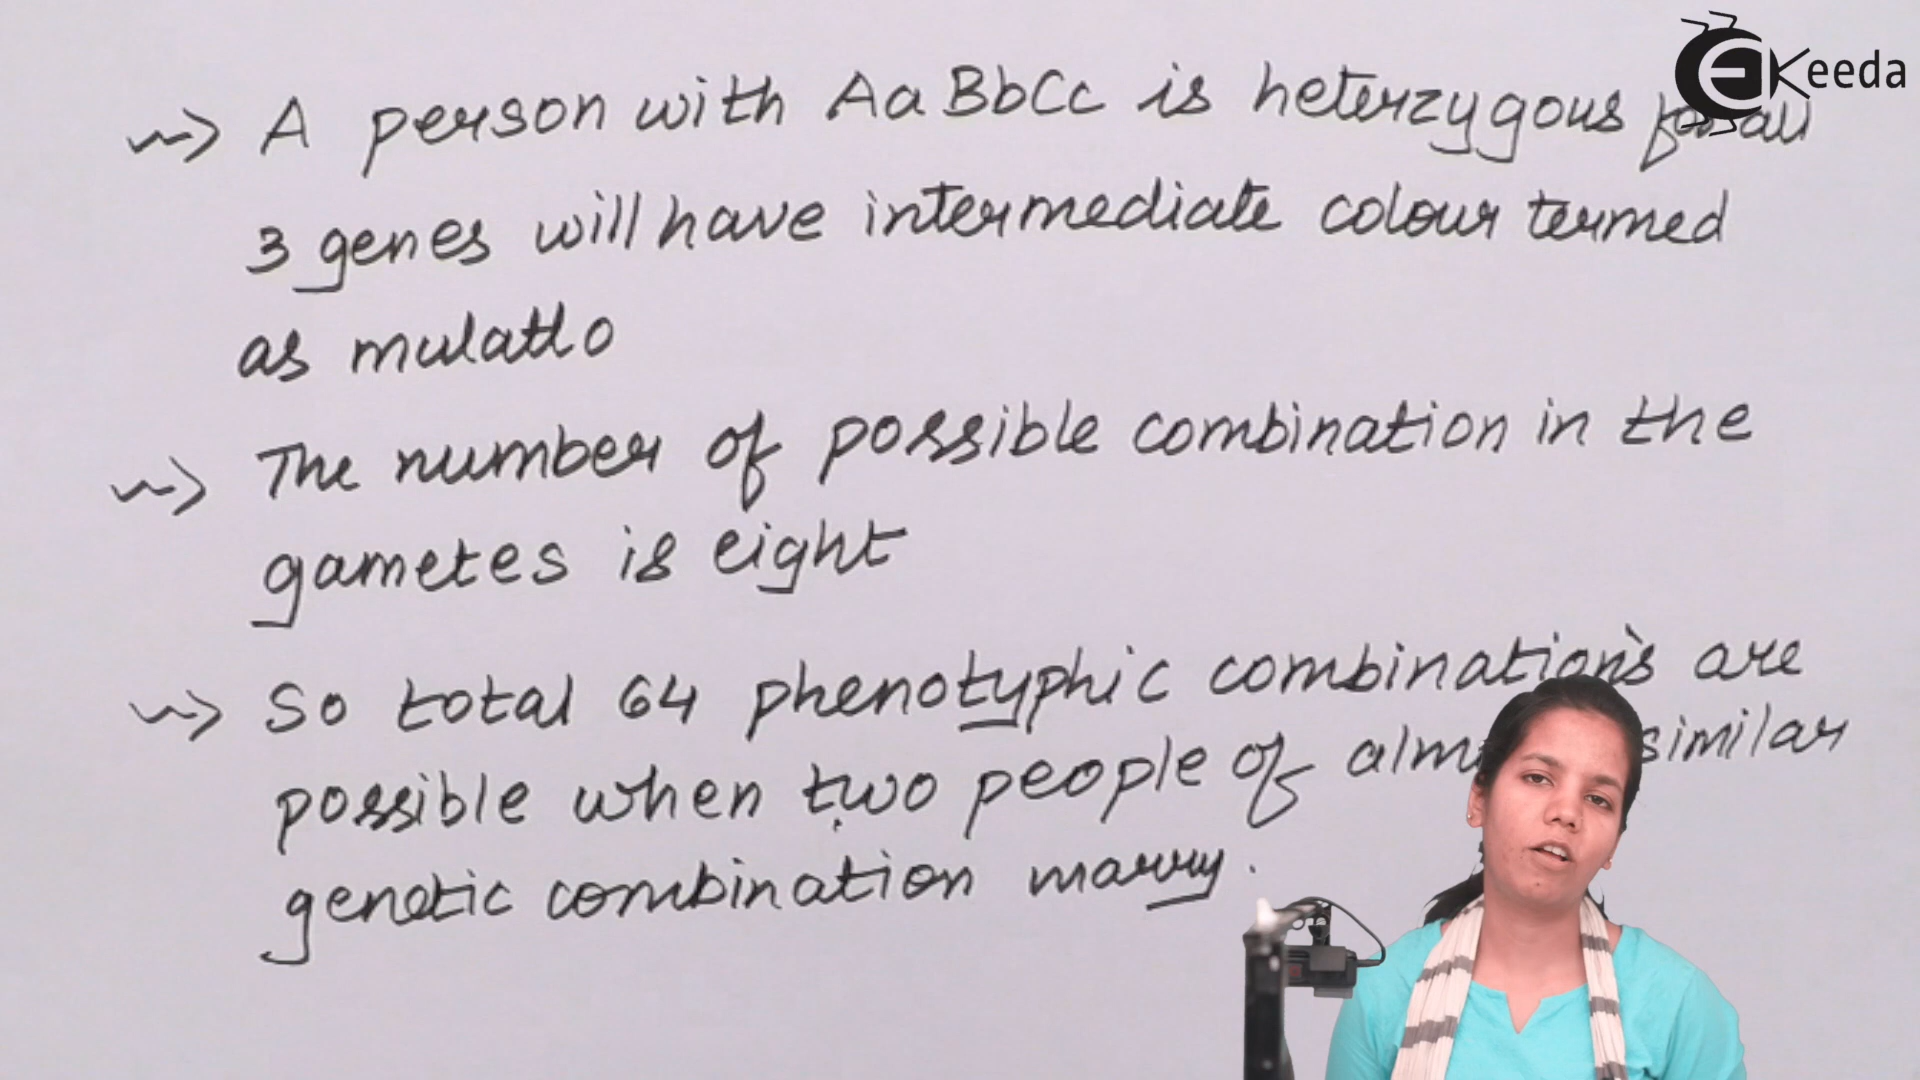 EKeeda
~> A person with AaBbCc is heterzygous for all
3 genes will have intermediate colour termed
as mulatto
~> The number of possible combination in the
gametes is eight
~> So total 64 phenotyphic combinations are
possible when two people of similar
genetic combination marry.